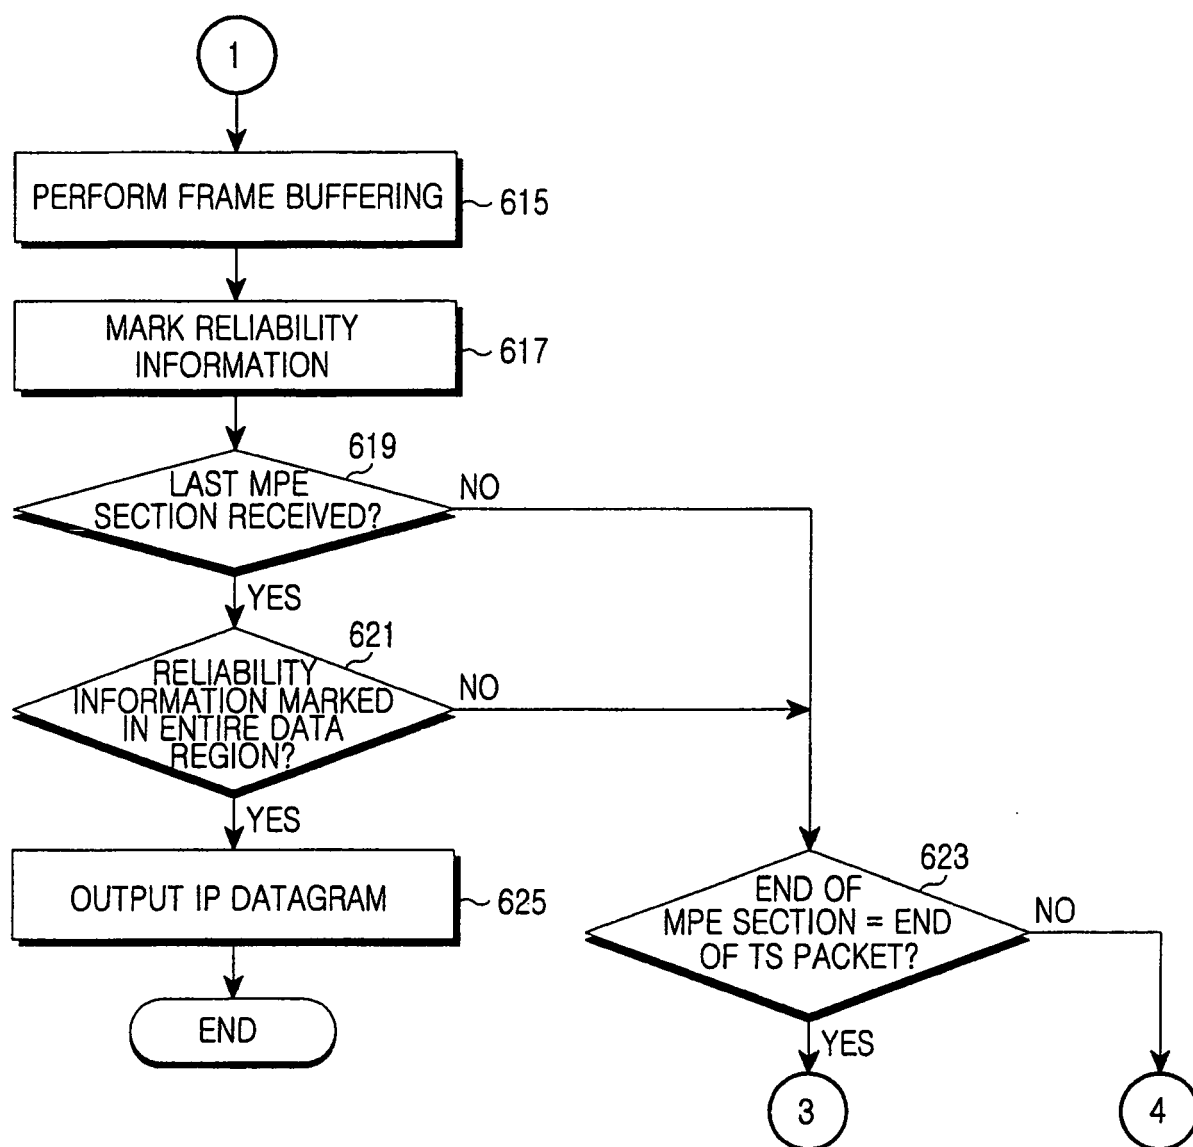 1
PERFORM FRAME BUFFERING
615
MARK RELIABILITY
INFORMATION
617
619
LAST MPE
SECTION RECEIVED?
NO
YES
621
RELIABILITY
INFORMATION MARKED
IN ENTIRE DATA
REGION?
NO
YES
OUTPUT IP DATAGRAM
625
END
623
END OF
MPE SECTION = END
OF TS PACKET?
NO
YES
3
4